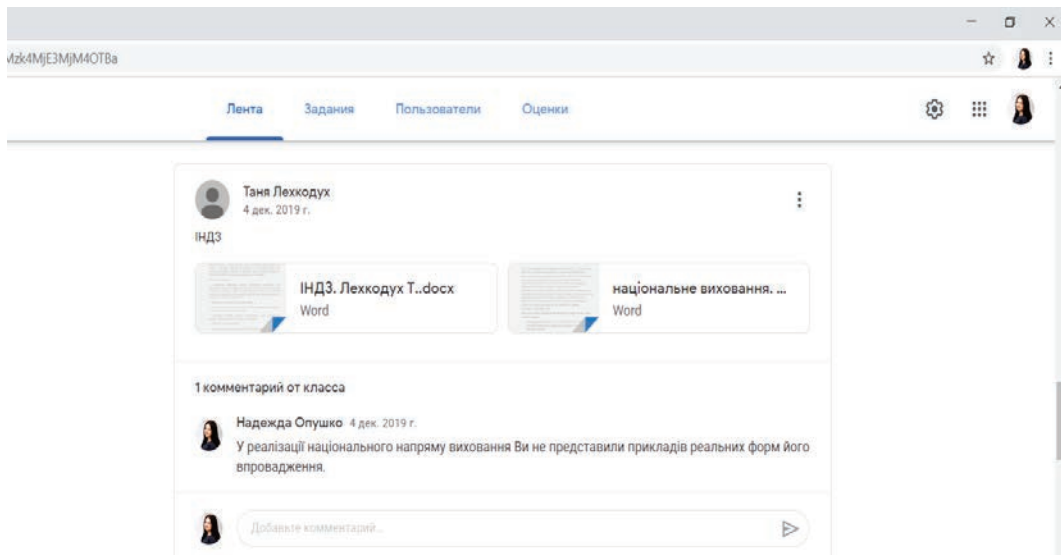 Mzk4MjE3MjM4OTBa
Лента Задания Пользователи Оценки
Таня Лехкодух
4 дек. 2019 г.
ІНДЗ
ІНДЗ. Лехкодух Т..docx
Word
національне виховання. ...
Word
1 комментарий от класса
Надежда Опушко 4 дек. 2019 г.
У реалізації національного напряму виховання Ви не представили прикладів реальних форм його
впровадження.
Добавьте комментарий...